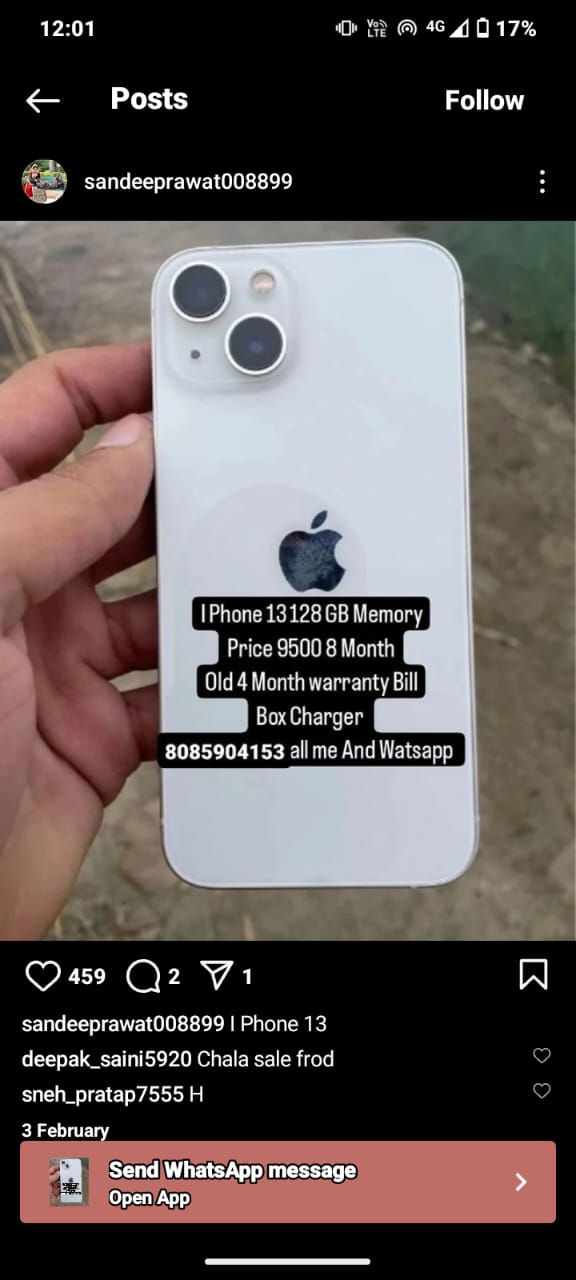 12:01
Vo)) LTE 4G 17%
Posts
Follow
sandeeprawat008899
I Phone 13 128 GB Memory
Price 9500 8 Month
Old 4 Month warranty Bill
Box Charger
8085904153 all me And Watsapp
459 2 1
sandeeprawat008899 I Phone 13
deepak_saini5920 Chala sale frod
sneh_pratap7555 H
3 February
Send WhatsApp message
Open App